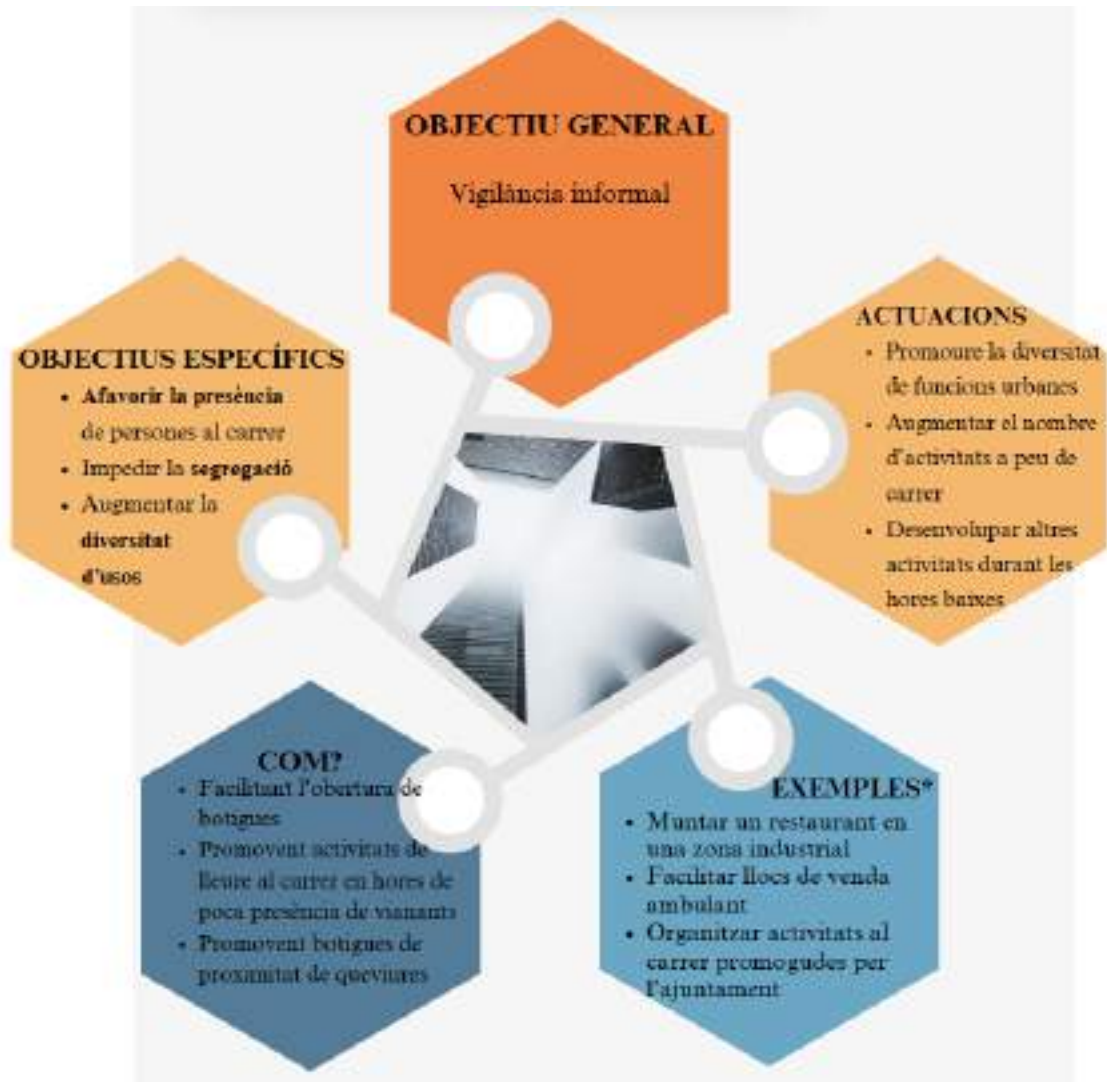 OBJECTIU GENERAL
Vigilància informal
OBJECTIUS ESPECÍFICS
• Afavorir la presència
de persones al carrer
• Impedir la segregació
• Augmentar la
diversitat
d'usos
ACTUACIONS
• Promoure la diversitat
de funcions urbanes
• Augmentar el nombre
d'activitats a peu de
carrer
• Desenvolupar altres
activitats durant les
hores baixes
COM?
• Facilitant l'obertura de
botigues
• Promovent activitats de
lleure al carrer en hores de
poca presència de vianants
• Promovent botigues de
proximitat de queviures
EXEMPLES*
• Muntar un restaurant en
una zona industrial
• Facilitar llocs de venda
ambulant
• Organitzar activitats al
carrer promogudes per
l'ajuntament